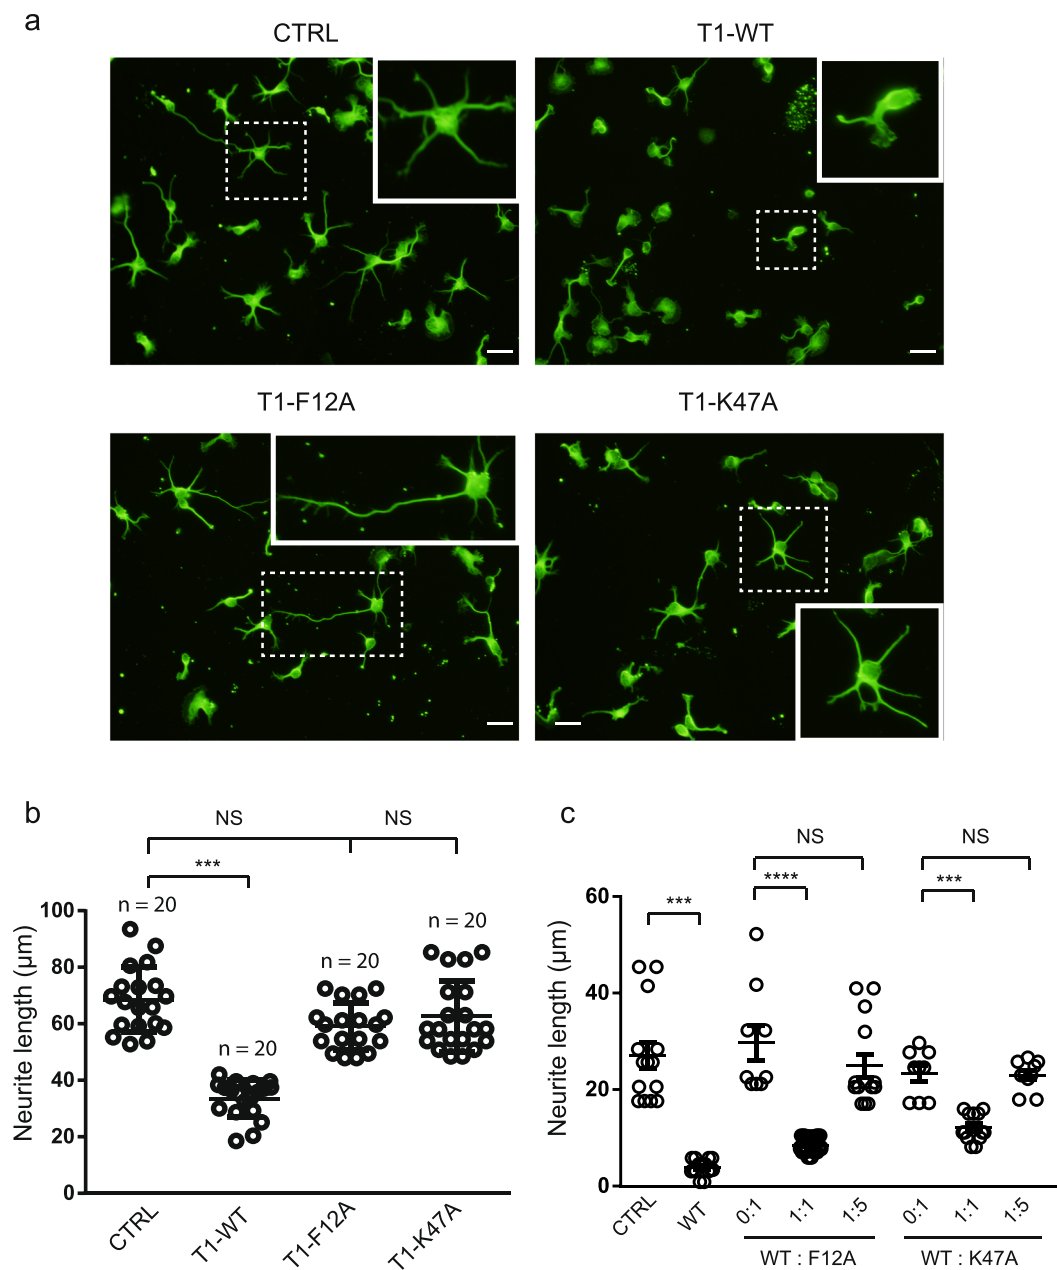 a
CTRL
T1-WT
T1-F12A
T1-K47A
b
NS
NS
***
n = 20
n = 20
n = 20
n = 20
Neurite length (µm)
100
80
60
40
20
0
CTRL
T1-WT
T1-F12A
T1-K47A
c
NS
NS
****
***
***
Neurite length (µm)
60
40
20
0
CTRL
WT
0:1
1:1
1:5
0:1
1:1
1:5
WT : F12A
WT : K47A